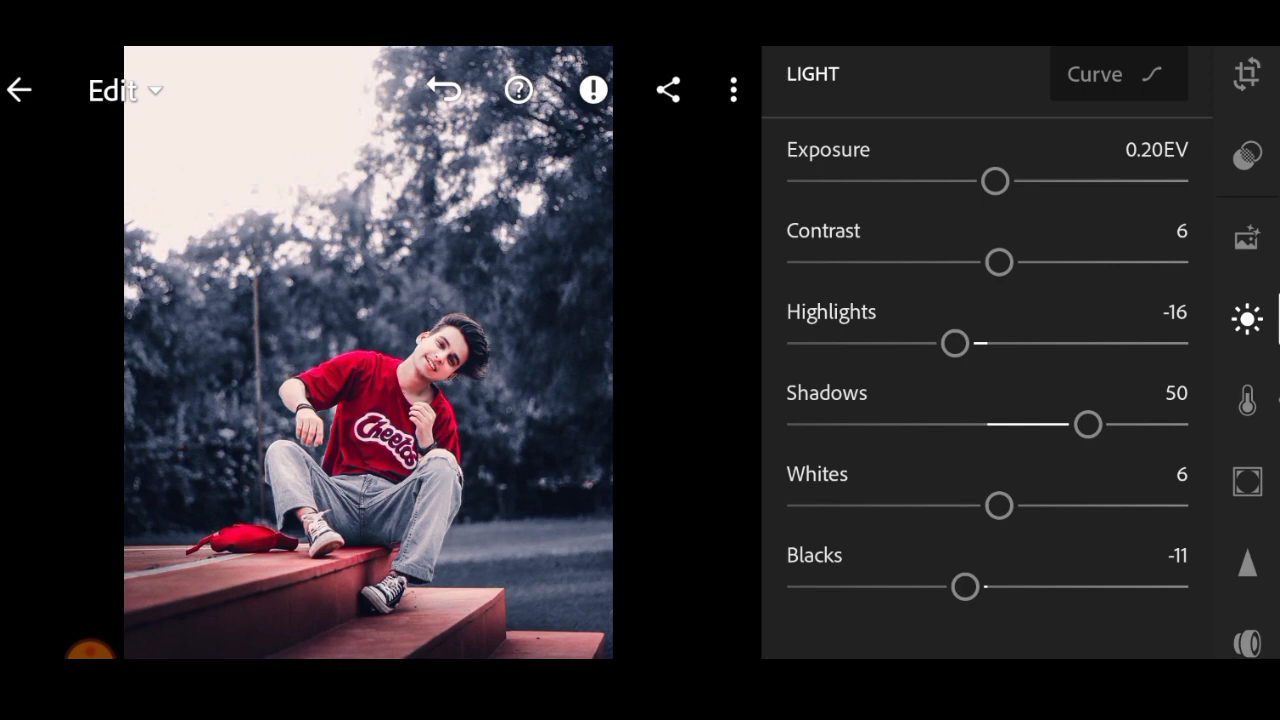 Edit
LIGHT
Curve
Exposure 0.20EV
Contrast 6
Highlights -16
Shadows 50
Whites 6
Blacks -11
Cheetos